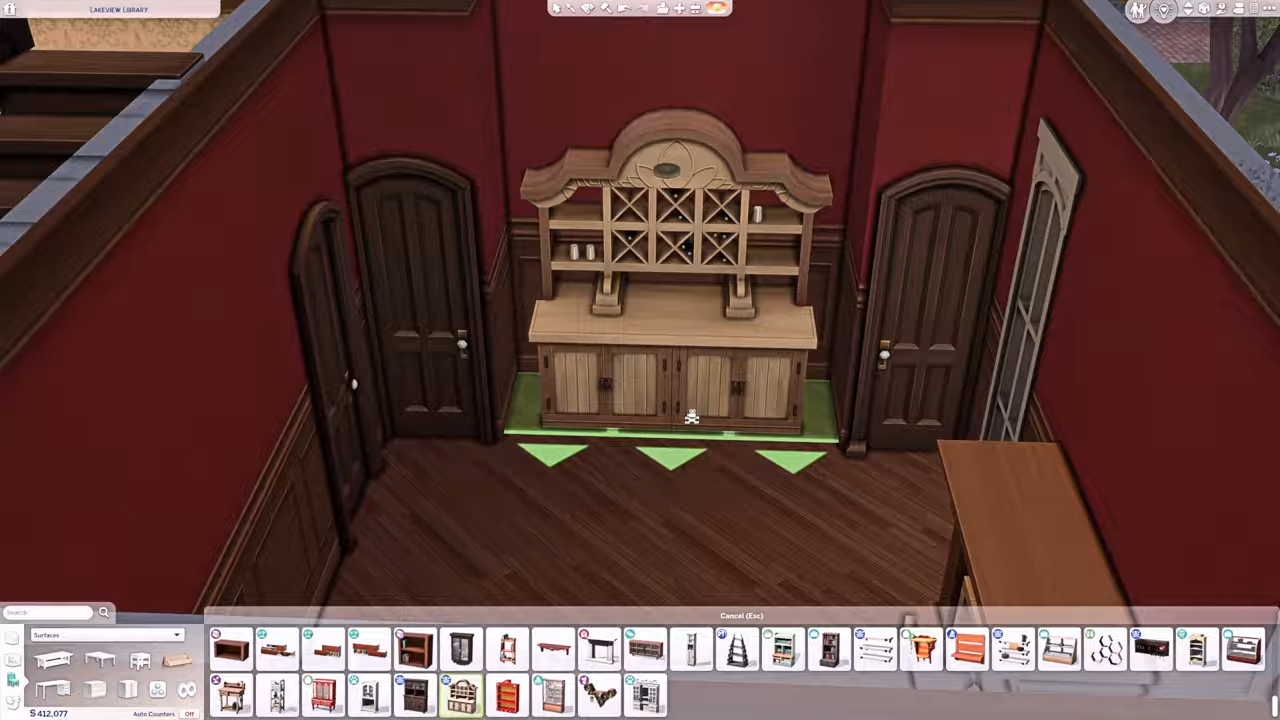 LAKEVIEW LIBRARY
Search
Cancel (Esc)
Surfaces
§412,077
Auto Counters
Off